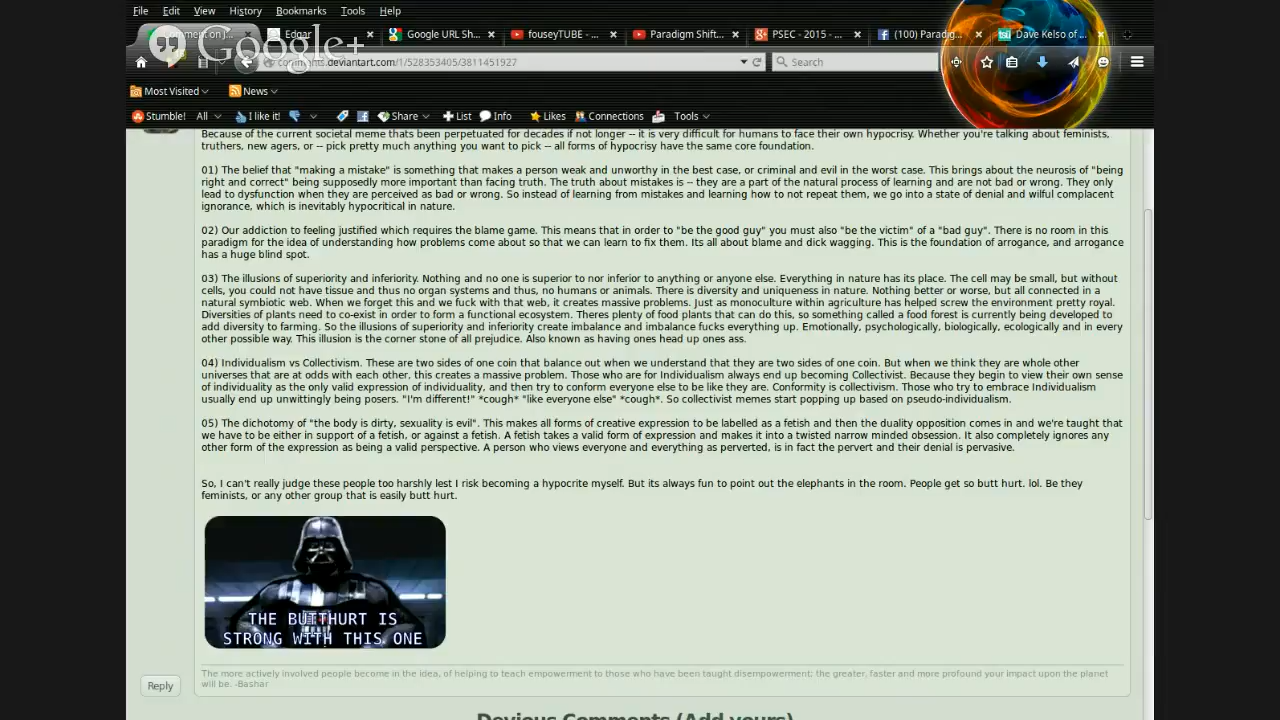 File Edit View History Bookmarks Tools Help
Comment on J... Edgar Google URL Sh... fouseyTUBE - ... Paradigm Shift... PSEC - 2015 - ... (100) Paradig... Dave Kelso of ...
Google+
comments.deviantart.com/1/528353405/3811451927 Search
Most Visited News
Stumble! All I like it! Share List Info Likes Connections Tools
Because of the current societal meme thats been perpetuated for decades if not longer -- it is very difficult for humans to face their own hypocrisy. Whether you're talking about feminists,
truthers, new agers, or -- pick pretty much anything you want to pick -- all forms of hypocrisy have the same core foundation.
01) The belief that "making a mistake" is something that makes a person weak and unworthy in the best case, or criminal and evil in the worst case. This brings about the neurosis of "being
right and correct" being supposedly more important than facing truth. The truth about mistakes is -- they are a part of the natural process of learning and are not bad or wrong. They only
lead to dysfunction when they are perceived as bad or wrong. So instead of learning from mistakes and learning how to not repeat them, we go into a state of denial and wilful complacent
ignorance, which is inevitably hypocritical in nature.
02) Our addiction to feeling justified which requires the blame game. This means that in order to "be the good guy" you must also "be the victim" of a "bad guy". There is no room in this
paradigm for the idea of understanding how problems come about so that we can learn to fix them. Its all about blame and dick wagging. This is the foundation of arrogance, and arrogance
has a huge blind spot.
03) The illusions of superiority and inferiority. Nothing and no one is superior to nor inferior to anything or anyone else. Everything in nature has its place. The cell may be small, but without
cells, you could not have tissue and thus no organ systems and thus, no humans or animals. There is diversity and uniqueness in nature. Nothing better or worse, but all connected in a
natural symbiotic web. When we forget this and we fuck with that web, it creates massive problems. Just as monoculture within agriculture has helped screw the environment pretty royal.
Diversities of plants need to co-exist in order to form a functional ecosystem. Theres plenty of food plants that can do this, so something called a food forest is currently being developed to
add diversity to farming. So the illusions of superiority and inferiority create imbalance and imbalance fucks everything up. Emotionally, psychologically, biologically, ecologically and in every
other possible way. This illusion is the corner stone of all prejudice. Also known as having ones head up ones ass.
04) Individualism vs Collectivism. These are two sides of one coin that balance out when we understand that they are two sides of one coin. But when we think they are whole other
universes that are at odds with each other, this creates a massive problem. Those who are for Individualism always end up becoming Collectivist. Because they begin to view their own sense
of individuality as the only valid expression of individuality, and then try to conform everyone else to be like they are. Conformity is collectivism. Those who try to embrace Individualism
usually end up unwittingly being posers. "I'm different!" *cough* "like everyone else" *cough*. So collectivist memes start popping up based on pseudo-individualism.
05) The dichotomy of "the body is dirty, sexuality is evil". This makes all forms of creative expression to be labelled as a fetish and then the duality opposition comes in and we're taught that
we have to be either in support of a fetish, or against a fetish. A fetish takes a valid form of expression and makes it into a twisted narrow minded obsession. It also completely ignores any
other form of the expression as being a valid perspective. A person who views everyone and everything as perverted, is in fact the pervert and their denial is pervasive.
So, I can't really judge these people too harshly lest I risk becoming a hypocrite myself. But its always fun to point out the elephants in the room. People get so butt hurt. lol. Be they
feminists, or any other group that is easily butt hurt.
THE BUTTHURT IS
STRONG WITH THIS ONE
The more actively involved people become in the idea, of helping to teach empowerment to those who have been taught disempowerment; the greater, faster and more profound your impact upon the planet
will be. -Bashar
Reply
Devious Comments (Add yours)